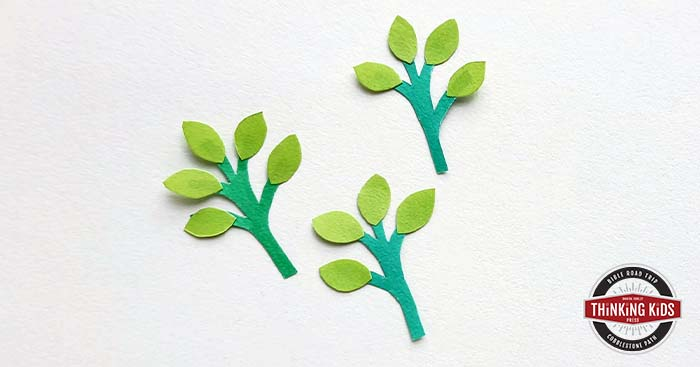 BIBLE ROAD TRIP
THiNKiNG KiDS
PRESS
COBBLESTONE PATH